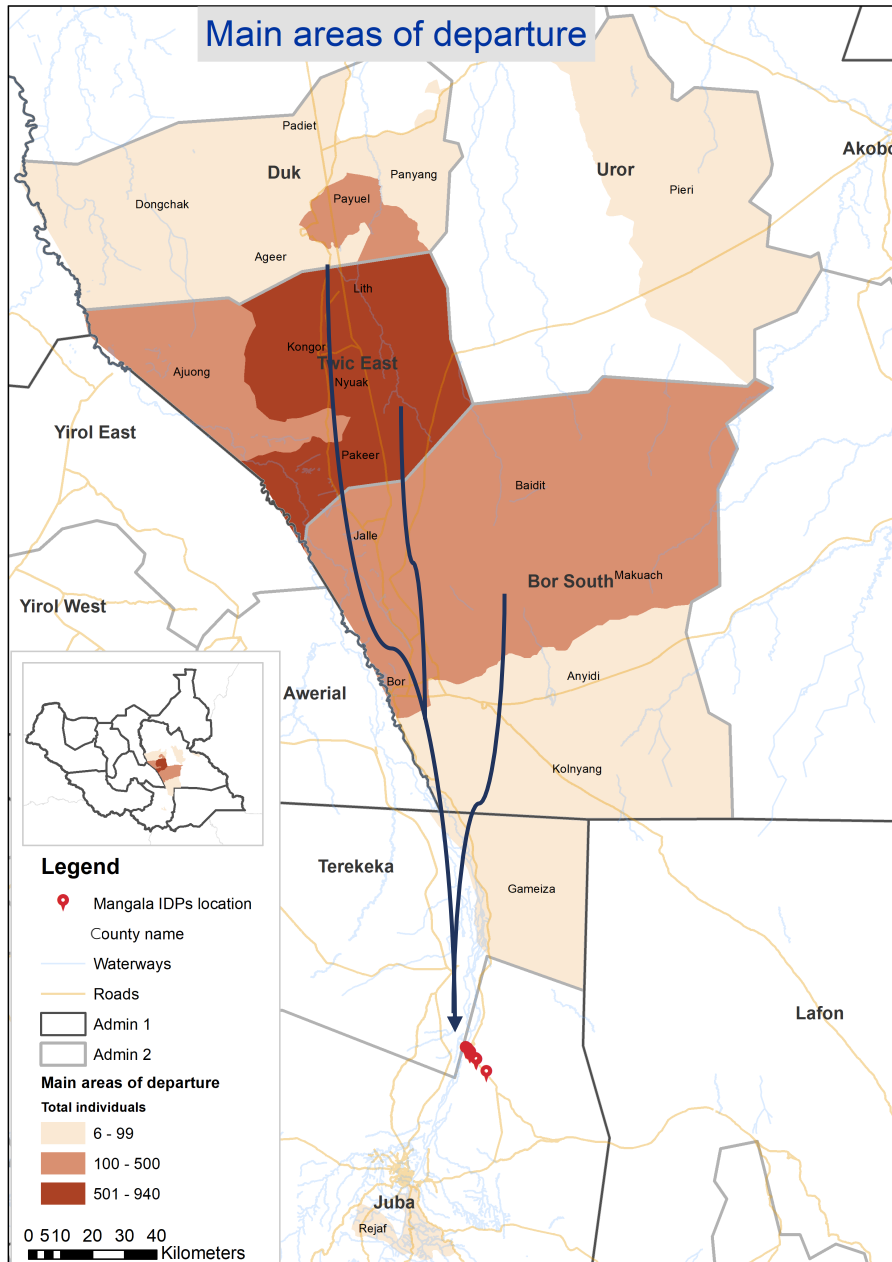 Main areas of departure
Padiet
Akobo
Duk
Uror
Panyang
Pieri
Payuel
Dongchak
Ageer
Lith
Kongor
Twic East
Ajuong
Nyuak
Yirol East
Pakeer
Baidit
Jalle
Makuach
Bor South
Yirol West
Anyidi
Bor
Awerial
Kolnyang
Terekeka
Gameiza
Lafon
Juba
Rejaf
Legend
Mangala IDPs location
County name
Waterways
Roads
Admin 1
Admin 2
Main areas of departure
Total individuals
6 - 99
100 - 500
501 - 940
0 5 10 20 30 40
Kilometers